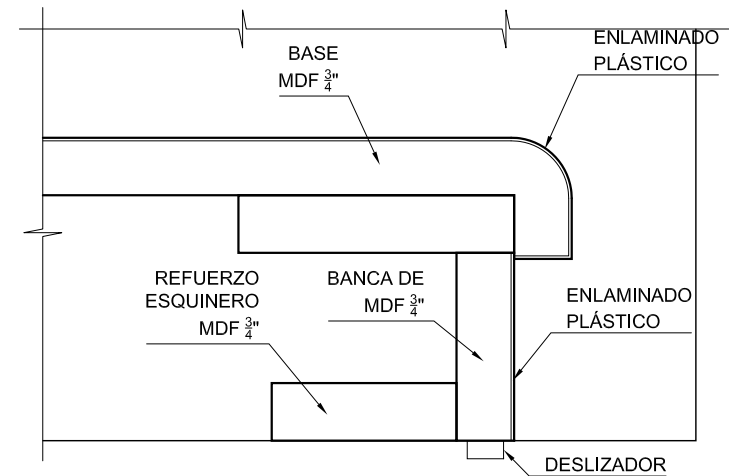 BASE
MDF 3/4"
ENLAMINADO
PLÁSTICO
REFUERZO
ESQUINERO
MDF 3/4"
BANCA DE
MDF 3/4"
ENLAMINADO
PLÁSTICO
DESLIZADOR